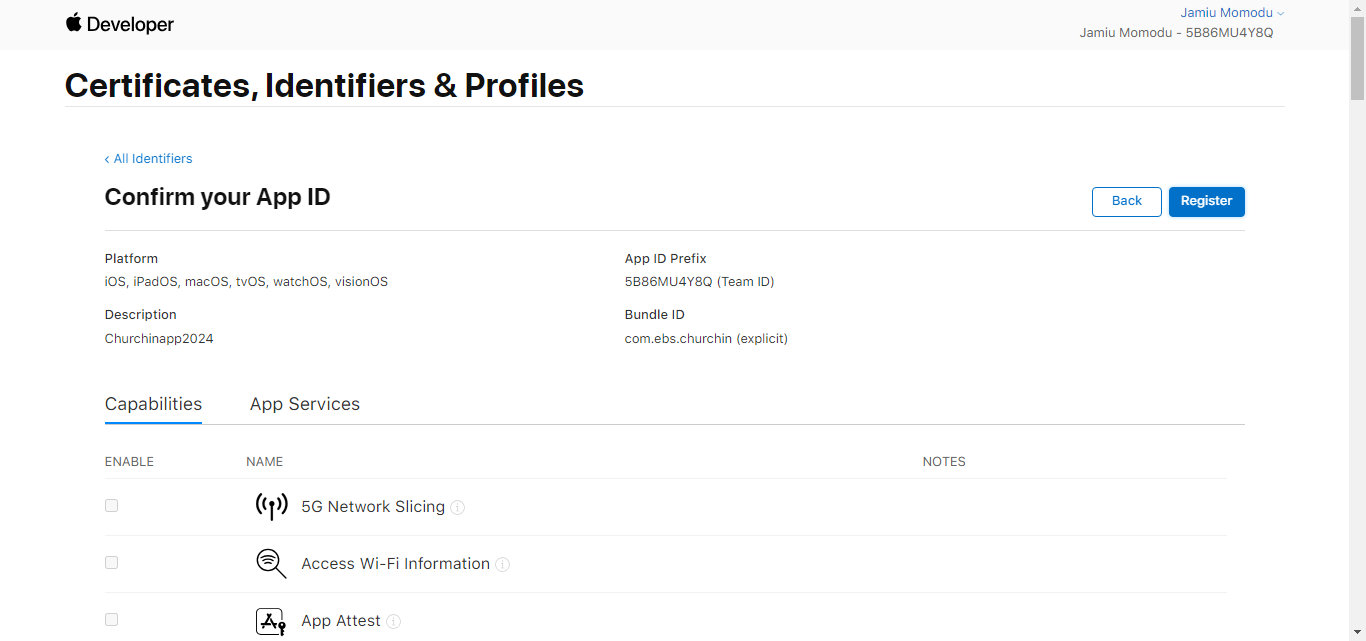 Developer
Jamiu Momodu
Jamiu Momodu - 5B86MU4Y8Q
Certificates, Identifiers & Profiles
‹ All Identifiers
Confirm your App ID
Back
Register
Platform
iOS, iPadOS, macOS, tvOS, watchOS, visionOS
App ID Prefix
5B86MU4Y8Q (Team ID)
Description
Churchinapp2024
Bundle ID
com.ebs.churchin (explicit)
Capabilities
App Services
ENABLE
NAME
NOTES
5G Network Slicing
Access Wi-Fi Information
App Attest